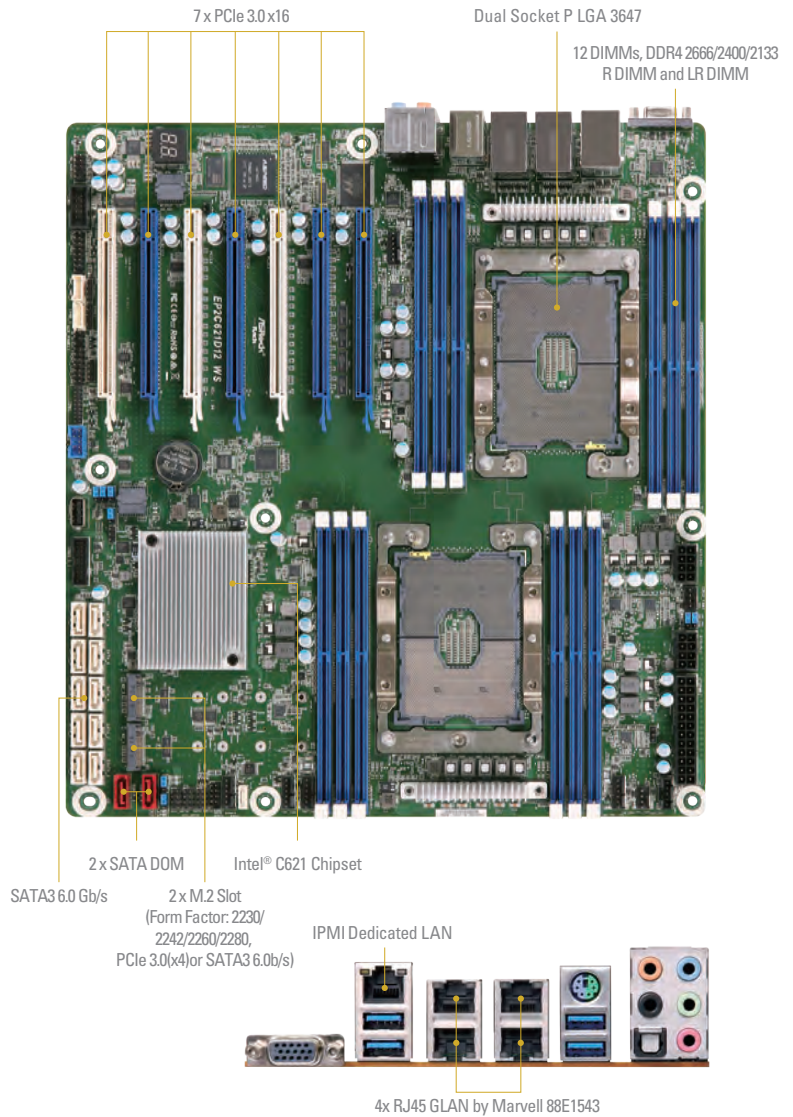 7 x PCIe 3.0 x16
Dual Socket P LGA 3647
12 DIMMs, DDR4 2666/2400/2133
R DIMM and LR DIMM
EP2C621D12 WS
ASRock
Rack
2 x SATA DOM
Intel® C621 Chipset
SATA3 6.0 Gb/s
2 x M.2 Slot
(Form Factor: 2230/
2242/2260/2280,
PCIe 3.0(x4)or SATA3 6.0b/s)
IPMI Dedicated LAN
4x RJ45 GLAN by Marvell 88E1543